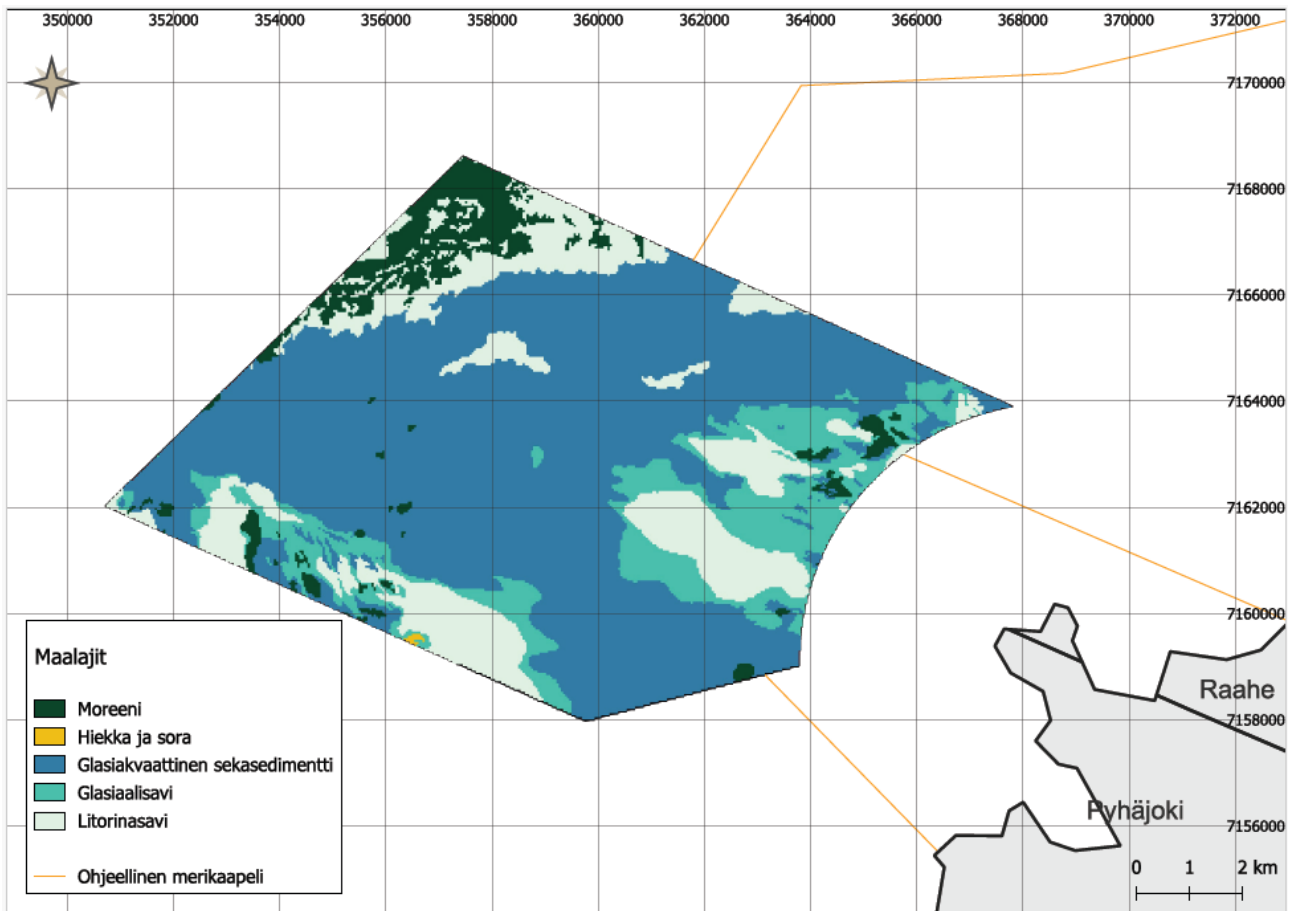 350000 352000 354000 356000 358000 360000 362000 364000 366000 368000 370000 372000
7170000
7168000
7166000
7164000
7162000
7160000
7158000
7156000
Raahe
Pyhäjoki
Maalajit
Moreeni
Hiekka ja sora
Glasiakvaattinen sekasedimentti
Glasiaalisavi
Litorinasavi
Ohjeellinen merikaapeli
0 1 2 km